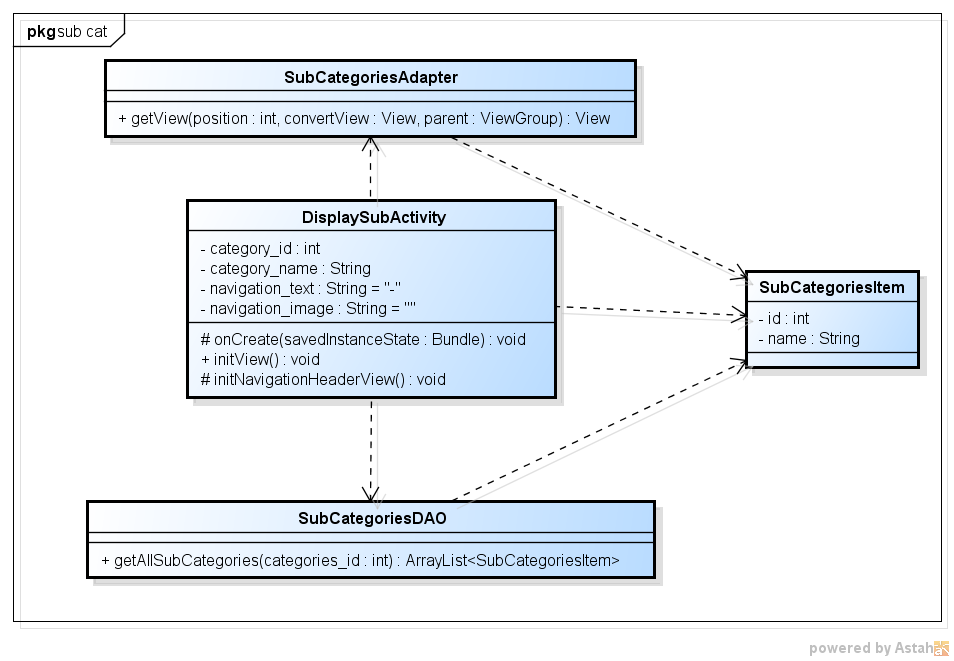 pkg sub cat
SubCategoriesAdapter
+ getView(position : int, convertView : View, parent : ViewGroup) : View
DisplaySubActivity
- category_id : int
- category_name : String
- navigation_text : String = "-"
- navigation_image : String = ""
# onCreate(savedInstanceState : Bundle) : void
+ initView() : void
# initNavigationHeaderView() : void
SubCategoriesItem
- id : int
- name : String
SubCategoriesDAO
+ getAllSubCategories(categories_id : int) : ArrayList<SubCategoriesItem>
powered by Astah